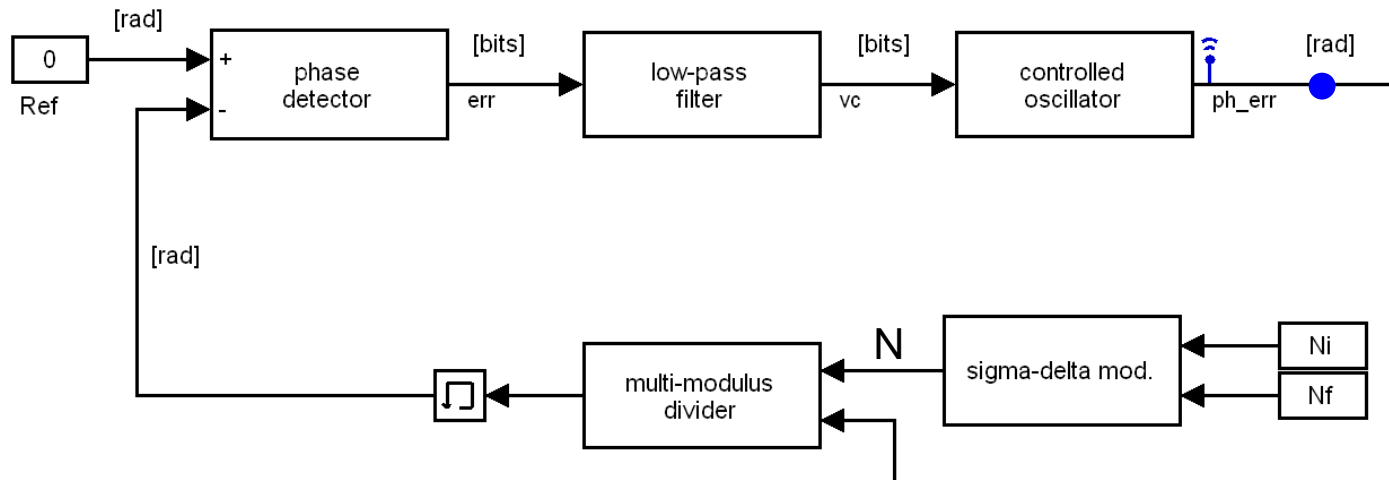 [rad]
[bits]
[bits]
[rad]
0
Ref
+
-
phase
detector
err
low-pass
filter
vc
controlled
oscillator
ph_err
[rad]
N
multi-modulus
divider
sigma-delta mod.
Ni
Nf